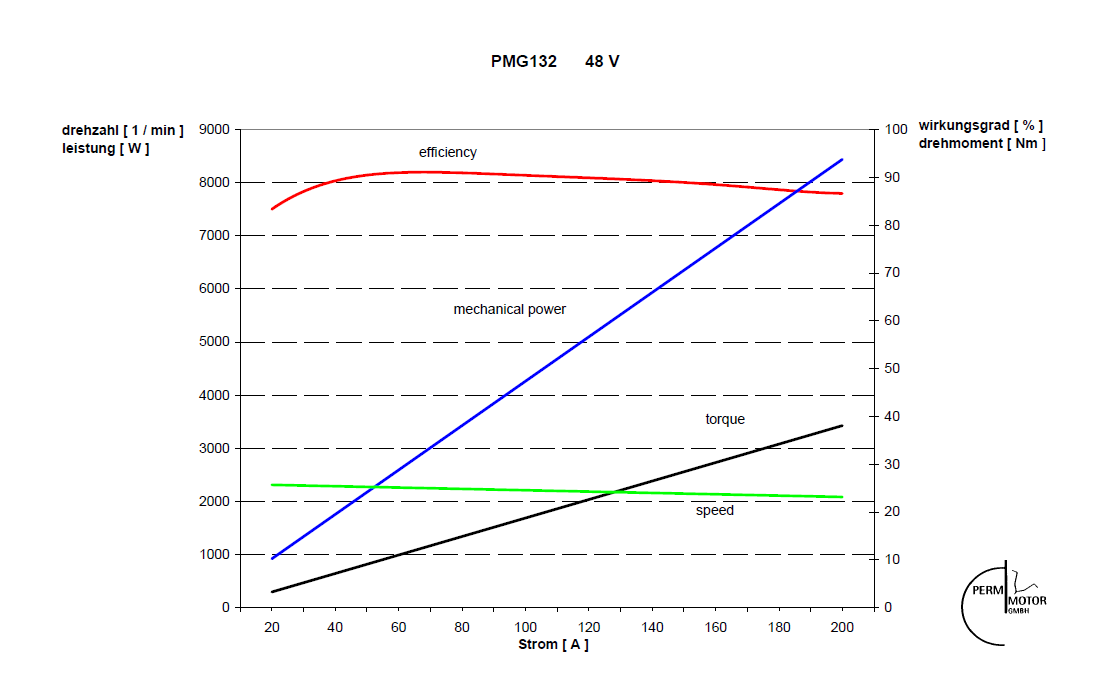 PMG132 48 V
drehzahl [ 1 / min ]
leistung [ W ]
wirkungsgrad [ % ]
drehmoment [ Nm ]
9000
8000
7000
6000
5000
4000
3000
2000
1000
0
100
90
80
70
60
50
40
30
20
10
0
efficiency
mechanical power
torque
speed
20 40 60 80 100 120 140 160 180 200
Strom [ A ]
PERM
MOTOR
GMBH